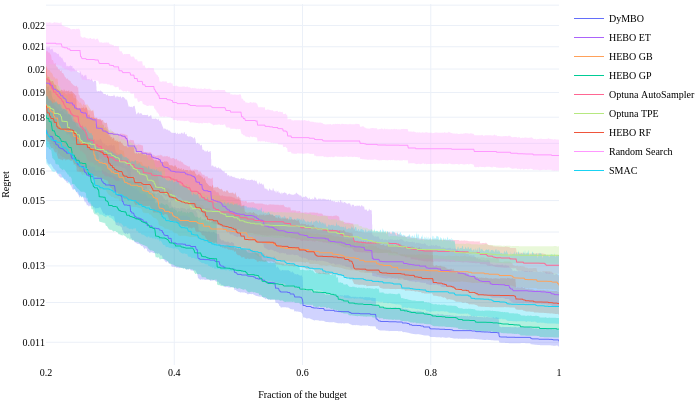 0.022
0.021
0.02
0.019
0.018
0.017
0.016
0.015
0.014
0.013
0.012
0.011
Regret
0.2
0.4
0.6
0.8
1
Fraction of the budget
DyMBO
HEBO ET
HEBO GB
HEBO GP
Optuna AutoSampler
Optuna TPE
HEBO RF
Random Search
SMAC